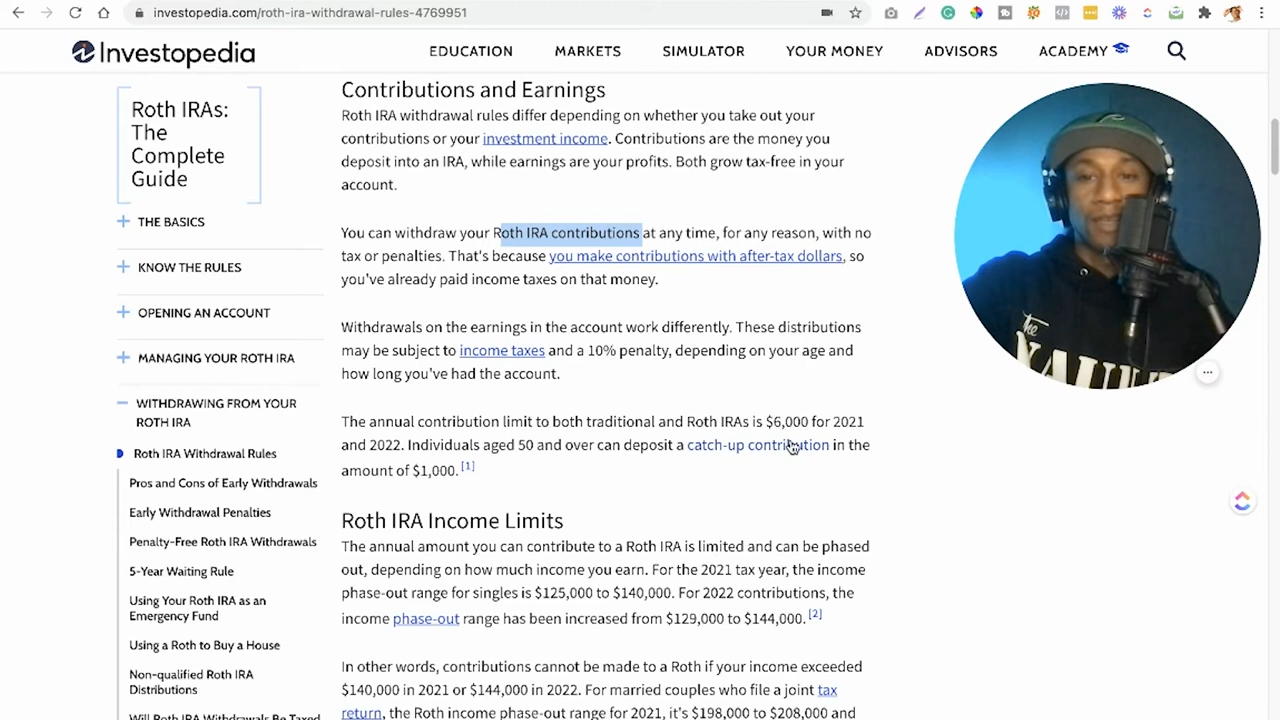 investopedia.com/roth-ira-withdrawal-rules-4769951
Investopedia
EDUCATION
MARKETS
SIMULATOR
YOUR MONEY
ADVISORS
ACADEMY
Roth IRAs:
The
Complete
Guide
+ THE BASICS
+ KNOW THE RULES
+ OPENING AN ACCOUNT
+ MANAGING YOUR ROTH IRA
− WITHDRAWING FROM YOUR
ROTH IRA
Roth IRA Withdrawal Rules
Pros and Cons of Early Withdrawals
Early Withdrawal Penalties
Penalty-Free Roth IRA Withdrawals
5-Year Waiting Rule
Using Your Roth IRA as an
Emergency Fund
Using a Roth to Buy a House
Non-qualified Roth IRA
Distributions
Will Roth IRA Withdrawals Be Taxed
Contributions and Earnings
Roth IRA withdrawal rules differ depending on whether you take out your
contributions or your investment income. Contributions are the money you
deposit into an IRA, while earnings are your profits. Both grow tax-free in your
account.
You can withdraw your Roth IRA contributions at any time, for any reason, with no
tax or penalties. That's because you make contributions with after-tax dollars, so
you've already paid income taxes on that money.
Withdrawals on the earnings in the account work differently. These distributions
may be subject to income taxes and a 10% penalty, depending on your age and
how long you've had the account.
The annual contribution limit to both traditional and Roth IRAs is $6,000 for 2021
and 2022. Individuals aged 50 and over can deposit a catch-up contribution in the
amount of $1,000. [1]
Roth IRA Income Limits
The annual amount you can contribute to a Roth IRA is limited and can be phased
out, depending on how much income you earn. For the 2021 tax year, the income
phase-out range for singles is $125,000 to $140,000. For 2022 contributions, the
income phase-out range has been increased from $129,000 to $144,000. [2]
In other words, contributions cannot be made to a Roth if your income exceeded
$140,000 in 2021 or $144,000 in 2022. For married couples who file a joint tax
return, the Roth income phase-out range for 2021, it's $198,000 to $208,000 and
the